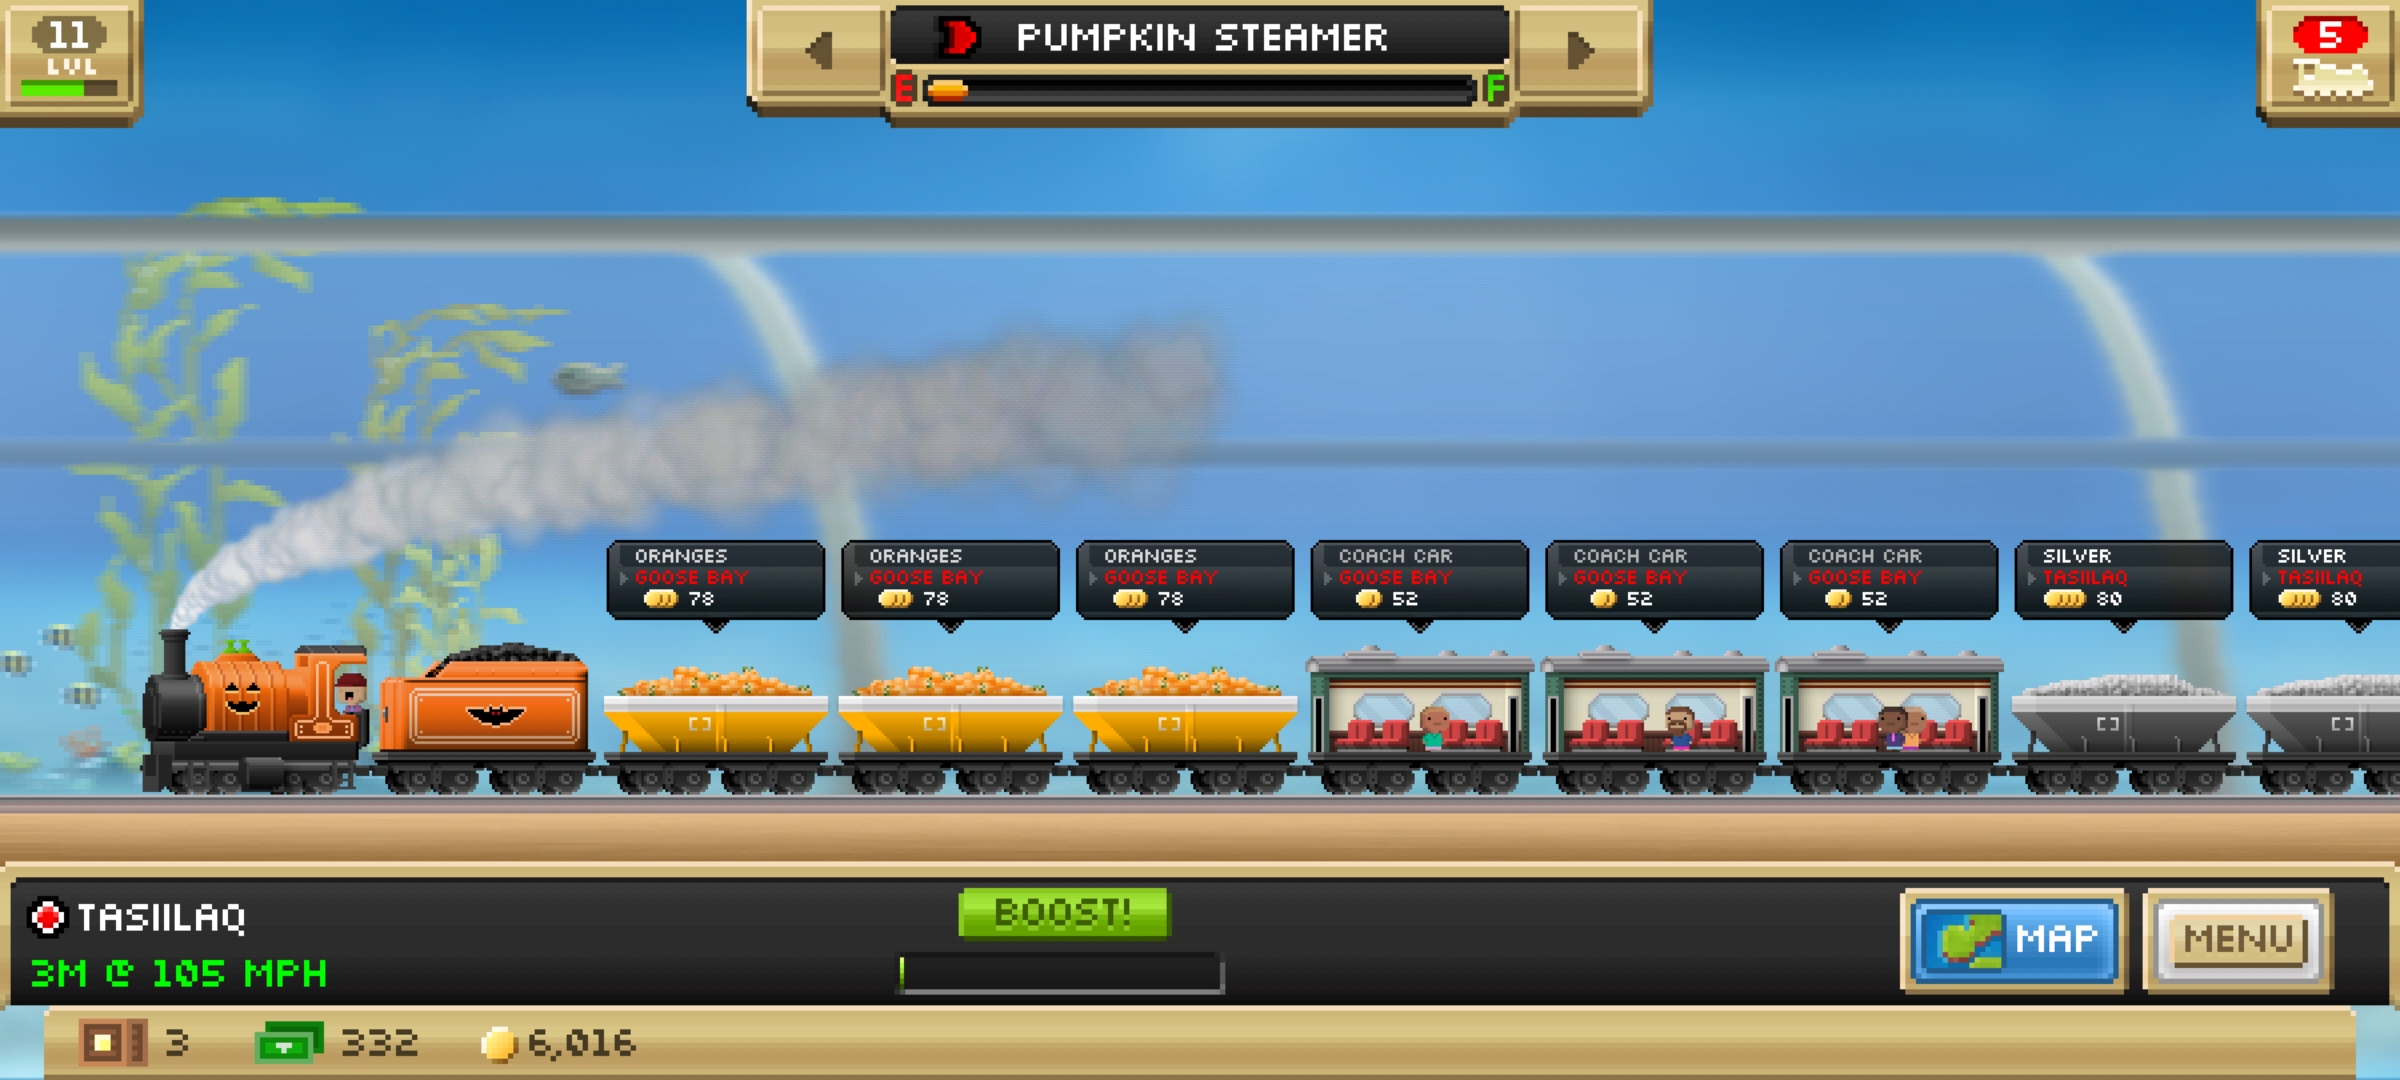 11
LVL
PUMPKIN STEAMER
E
F
5
ORANGES
GOOSE BAY
78
ORANGES
GOOSE BAY
78
ORANGES
GOOSE BAY
78
COACH CAR
GOOSE BAY
52
COACH CAR
GOOSE BAY
52
COACH CAR
GOOSE BAY
52
SILVER
TASIILAQ
80
SILVER
TASIILAQ
80
TASIILAQ
3M @ 105 MPH
BOOST!
MAP
MENU
3
332
6,016